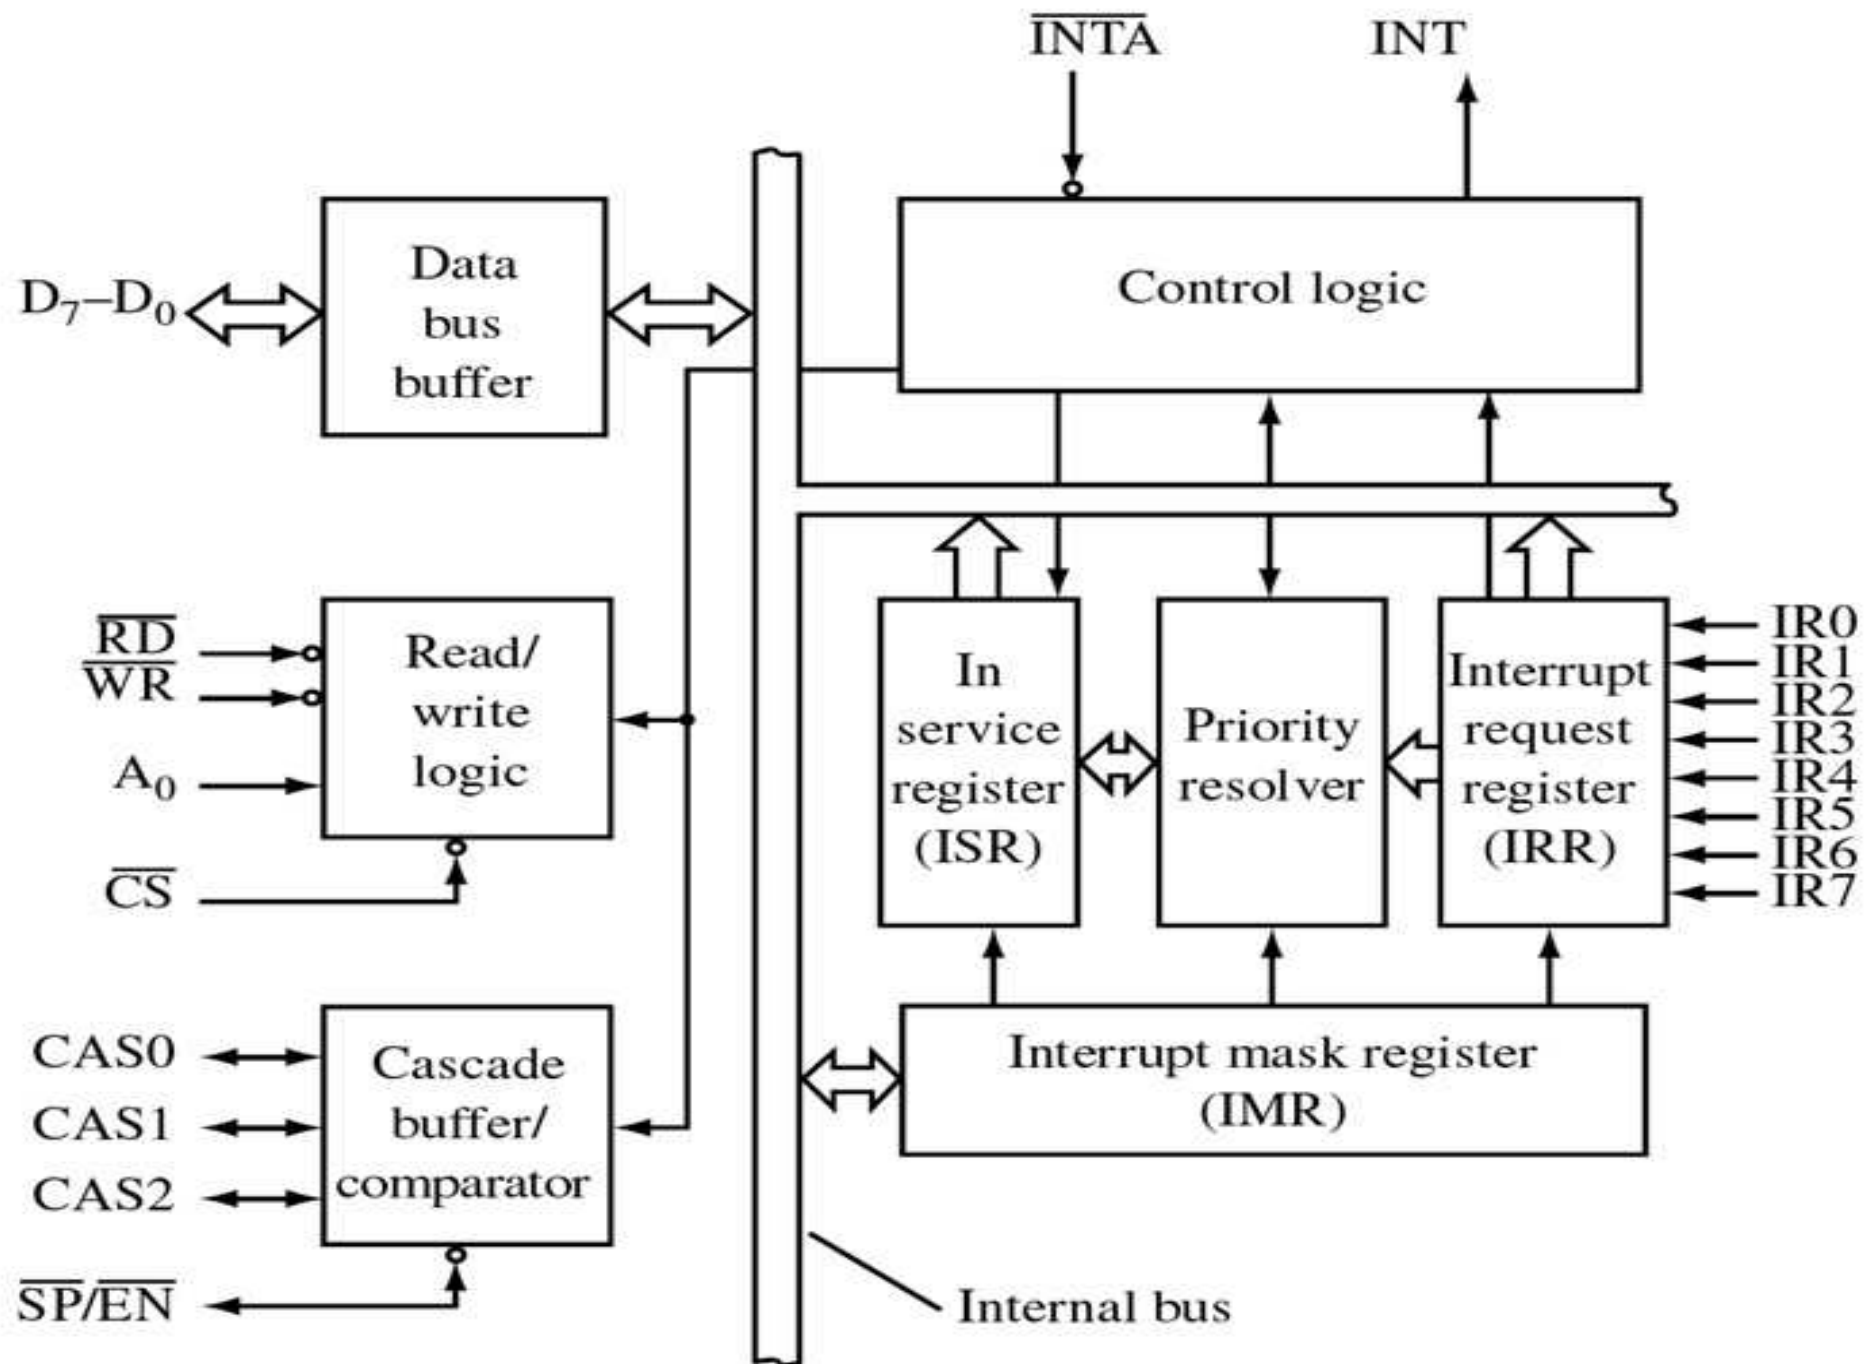 INTA
INT
Data
bus
buffer
D7–D0
Control logic
RD
WR
A0
CS
Read/
write
logic
In
service
register
(ISR)
Priority
resolver
Interrupt
request
register
(IRR)
IR0
IR1
IR2
IR3
IR4
IR5
IR6
IR7
CAS0
CAS1
CAS2
SP/EN
Cascade
buffer/
comparator
Interrupt mask register
(IMR)
Internal bus